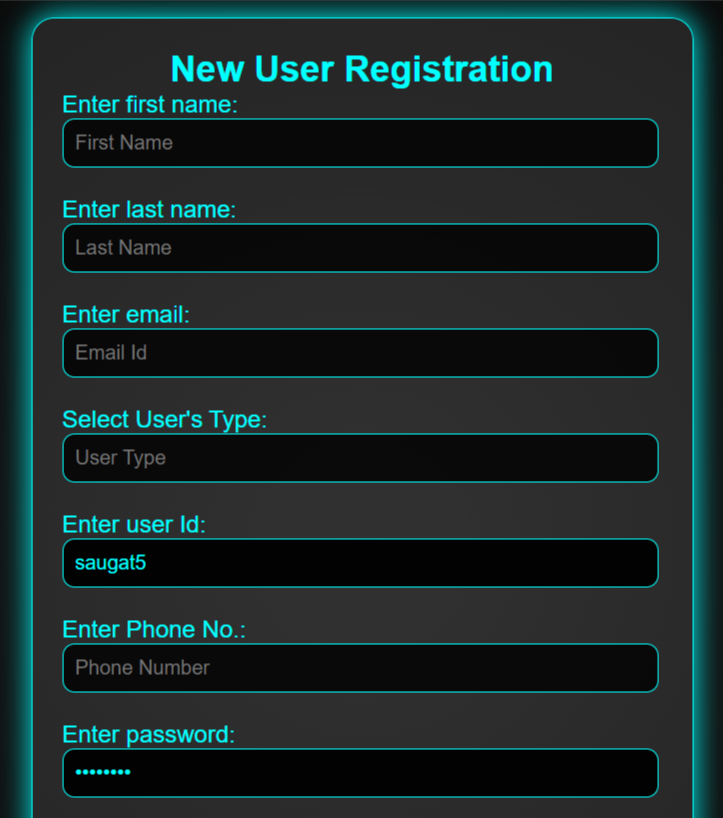 New User Registration
Enter first name:
First Name
Enter last name:
Last Name
Enter email:
Email Id
Select User's Type:
User Type
Enter user Id:
saugat5
Enter Phone No.:
Phone Number
Enter password:
••••••••